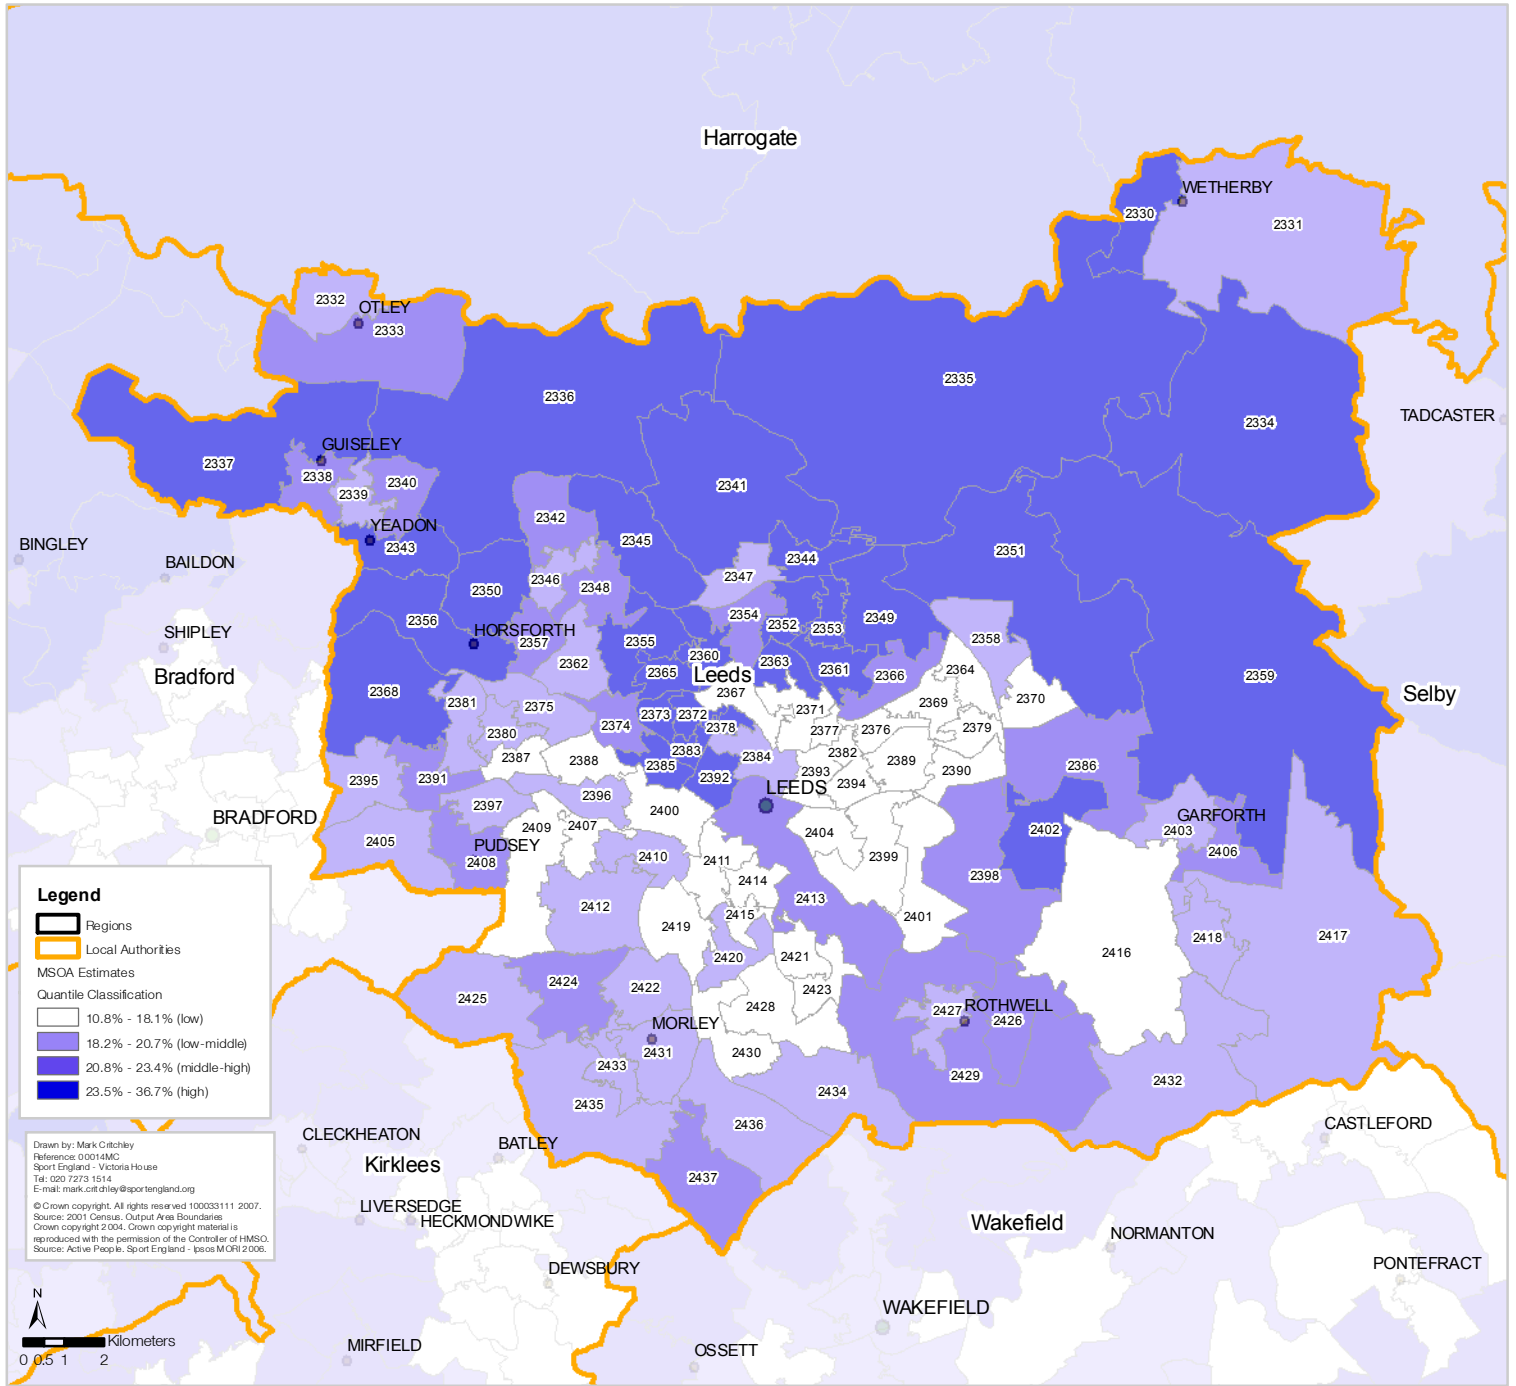 Harrogate
WETHERBY
2330
2331
2332
OTLEY
2333
2335
2336
2334
TADCASTER
GUISELEY
2337
2338
2340
2339
2341
2342
YEADON
2343
2345
2344
2351
BINGLEY
BAILDON
2347
2346
2348
2350
2354
2349
2356
2352
2353
SHIPLEY
HORSFORTH
2357
2355
2358
2360
2362
2363
2361
2364
2365
Leeds
2366
2359
Bradford
2368
2367
2370
Selby
2381
2375
2373
2372
2371
2369
2374
2378
2377
2376
2379
2380
2383
2382
2387
2388
2385
2384
2389
2386
2395
2391
2392
2393
2394
2390
LEEDS
2397
2396
2400
GARFORTH
BRADFORD
2409
2407
2404
2402
2403
2405
PUDSEY
2408
2410
2411
2399
2406
2414
2398
2413
2412
2415
2401
2419
2417
2418
2420
2421
2416
2424
2422
2423
2425
2428
2427
ROTHWELL
2426
MORLEY
2431
2430
2433
2429
2432
2434
2435
2436
2437
Legend
Regions
Local Authorities
MSOA Estimates
Quantile Classification
10.8% - 18.1% (low)
18.2% - 20.7% (low-middle)
20.8% - 23.4% (middle-high)
23.5% - 36.7% (high)
CLECKHEATON
BATLEY
CASTLEFORD
Kirklees
LIVERSEDGE
HECKMONDWIKE
Wakefield
NORMANTON
PONTEFRACT
DEWSBURY
WAKEFIELD
MIRFIELD
OSSETT
Drawn by: Mark Critchley
Reference: 00014MC
Sport England - Victoria House
Tel: 020 7273 1514
E-mail: mark.critchley@sportengland.org
© Crown copyright. All rights reserved 100033111 2007.
Source: 2001 Census. Output Area Boundaries
Crown copyright 2004. Crown copyright material is
reproduced with the permission of the Controller of HMSO.
Source: Active People. Sport England - Ipsos MORI 2006.
N
Kilometers
0 0.5 1 2